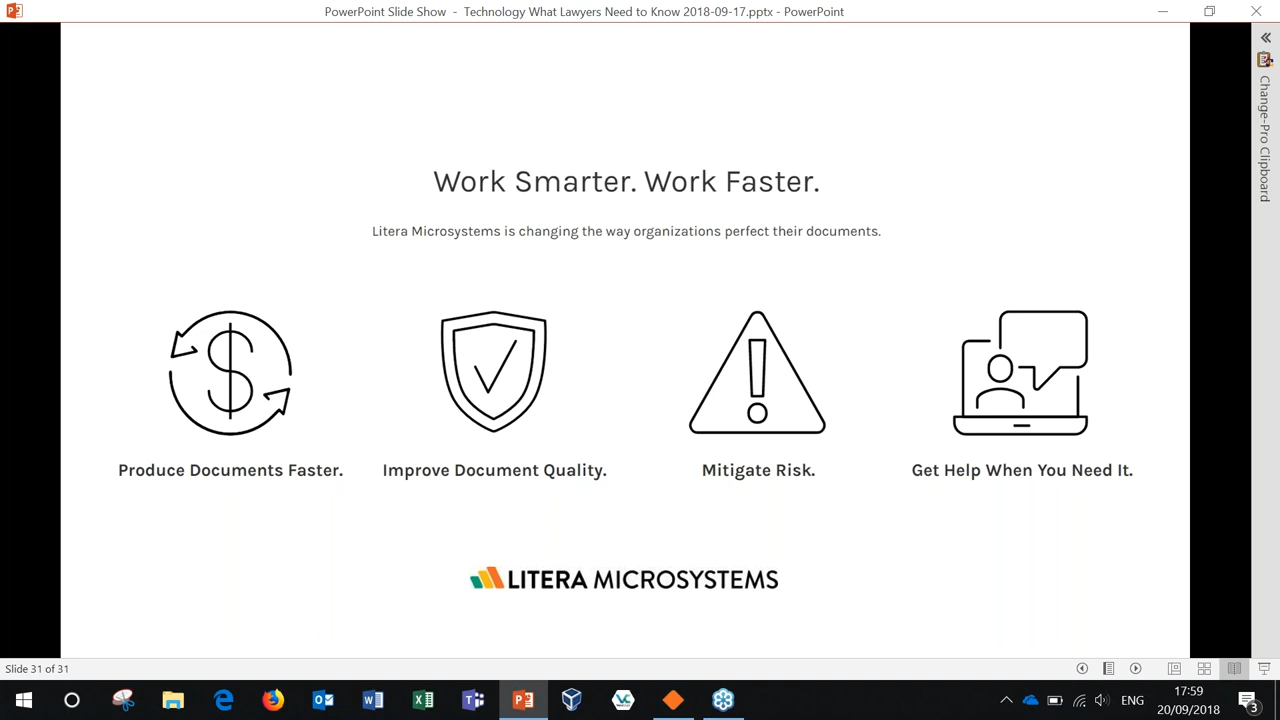 PowerPoint Slide Show - Technology What Lawyers Need to Know 2018-09-17.pptx - PowerPoint
Change-Pro Clipboard
Work Smarter. Work Faster.
Litera Microsystems is changing the way organizations perfect their documents.
Produce Documents Faster.
Improve Document Quality.
Mitigate Risk.
Get Help When You Need It.
LITERA MICROSYSTEMS
Slide 31 of 31
ENG
17:59
20/09/2018
3